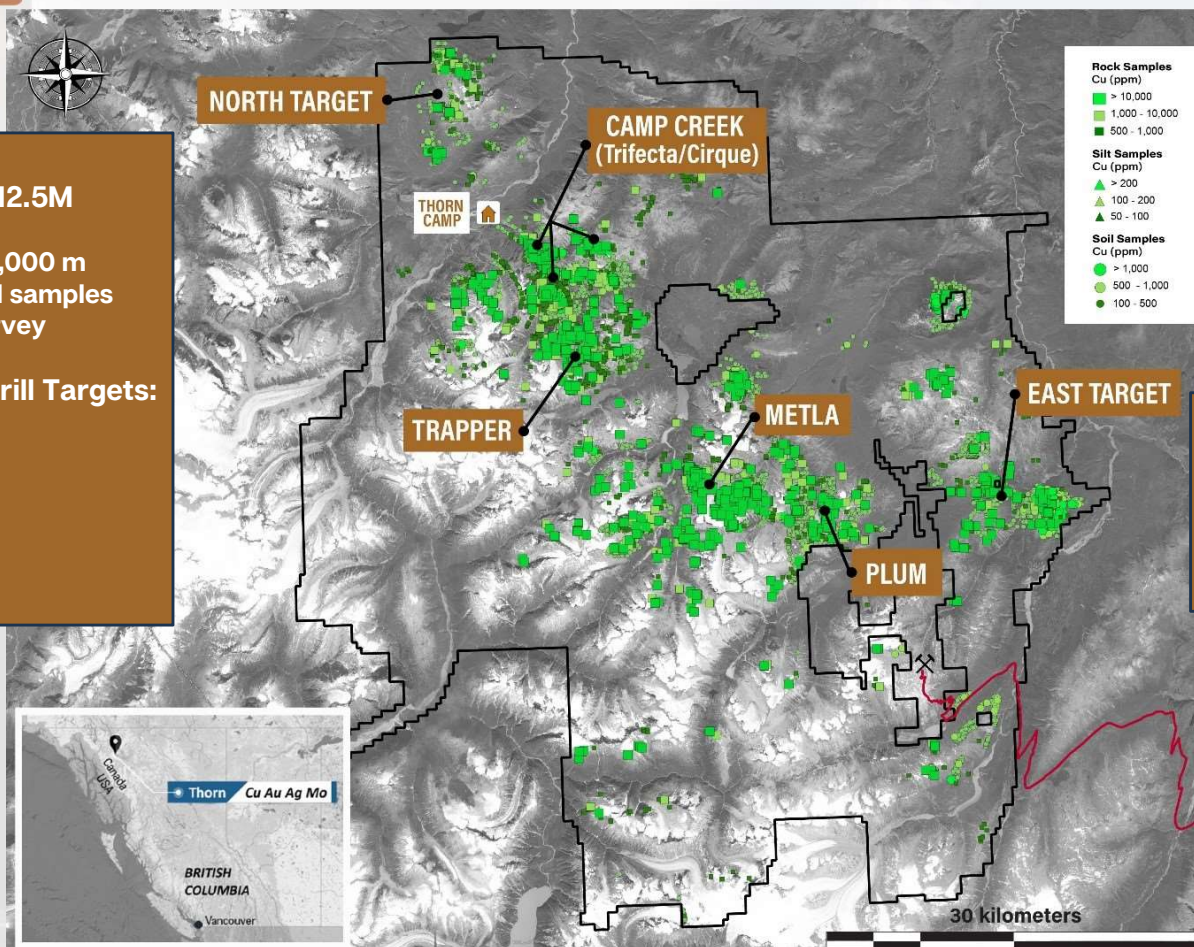 NORTH TARGET
CAMP CREEK
(Trifecta/Cirque)
THORN
CAMP
TRAPPER
METLA
EAST TARGET
PLUM
12.5M
,000 m
samples
Drill Targets:
Rock Samples
Cu (ppm)
> 10,000
1,000 - 10,000
500 - 1,000
Silt Samples
Cu (ppm)
> 200
100 - 200
50 - 100
Soil Samples
Cu (ppm)
> 1,000
500 - 1,000
100 - 500
Canada
USA
Thorn Cu Au Ag Mo
BRITISH
COLUMBIA
Vancouver
30 kilometers